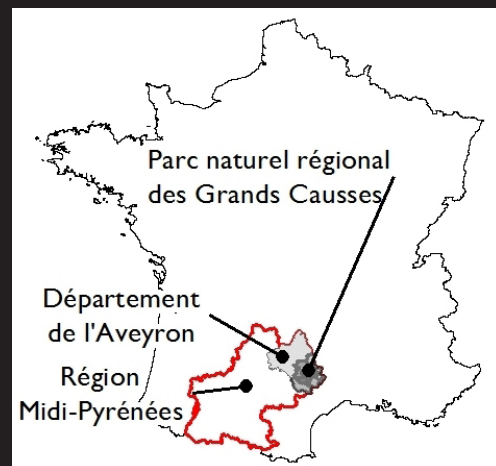 Parc naturel régional
des Grands Causses
Département
de l'Aveyron
Région
Midi-Pyrénées